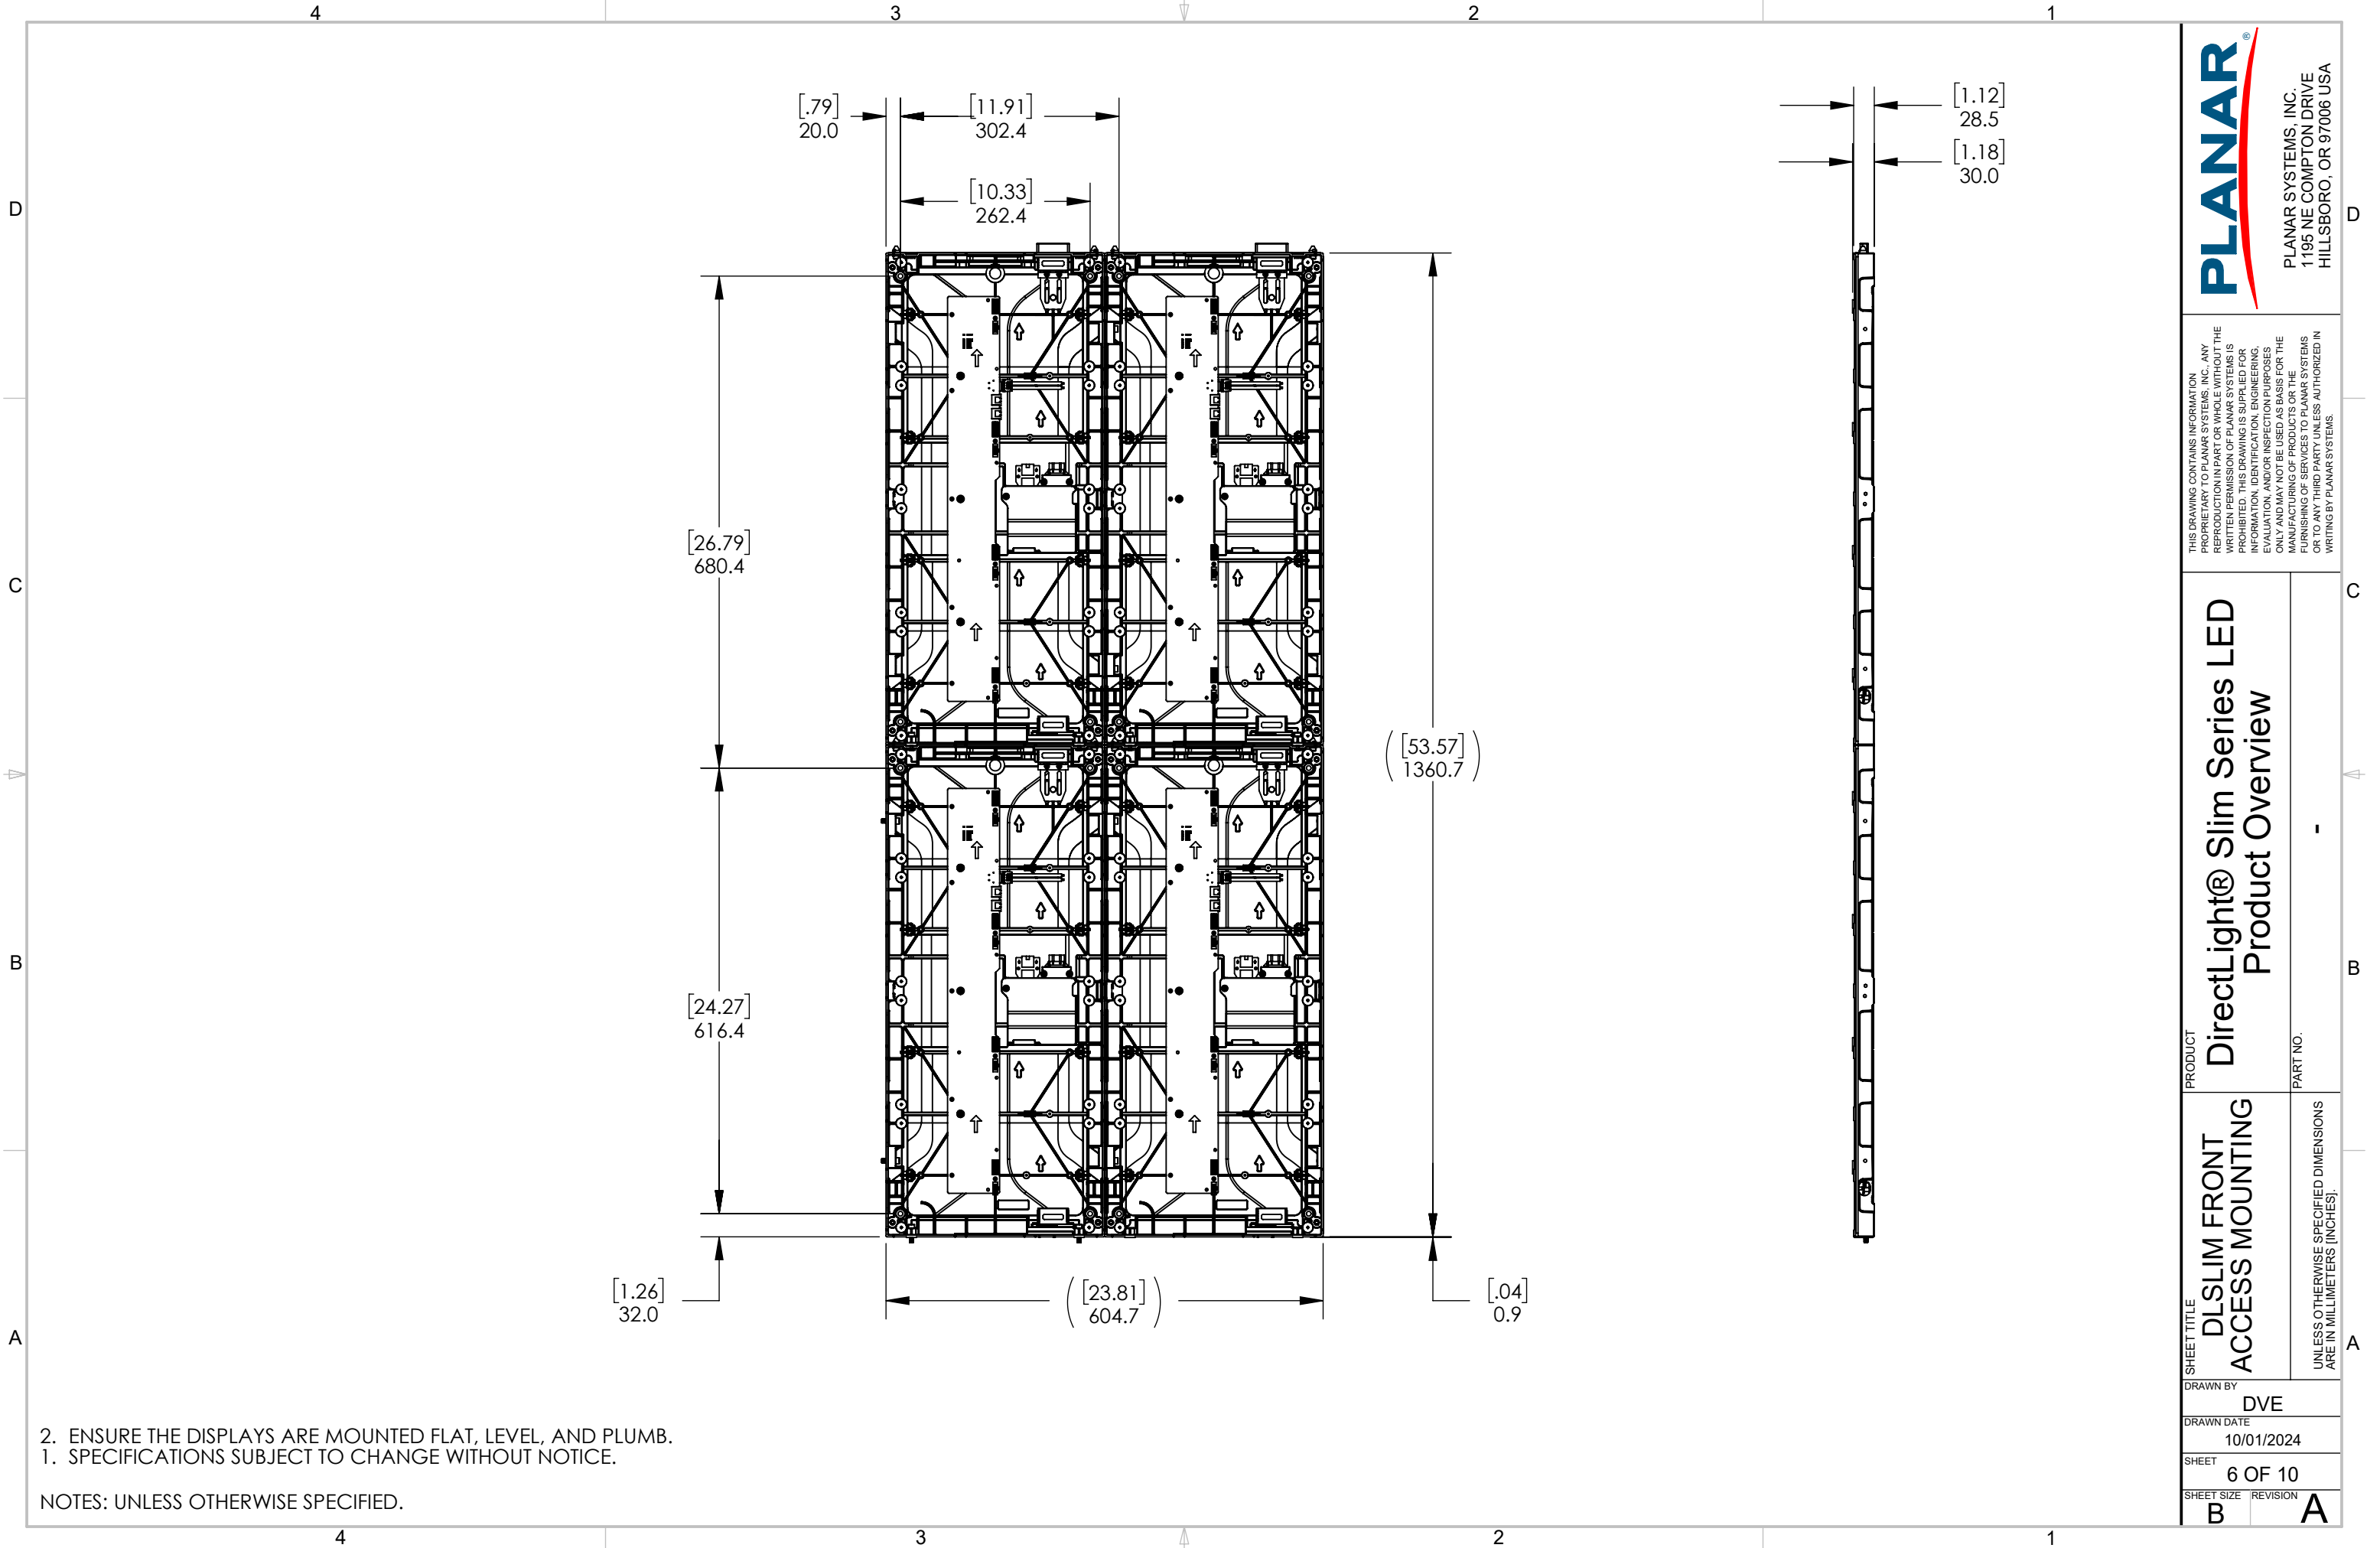 4 3 2 1
[.79]
20.0
[11.91]
302.4
[10.33]
262.4
[1.12]
28.5
[1.18]
30.0
D D
[26.79]
680.4
C C
([53.57]
1360.7)
B B
[24.27]
616.4
[1.26]
32.0
([23.81]
604.7)
[.04]
0.9
A A
2. ENSURE THE DISPLAYS ARE MOUNTED FLAT, LEVEL, AND PLUMB.
1. SPECIFICATIONS SUBJECT TO CHANGE WITHOUT NOTICE.
NOTES: UNLESS OTHERWISE SPECIFIED.
4 3 2 1
PLANAR®
PLANAR SYSTEMS, INC.
1195 NE COMPTON DRIVE
HILLSBORO, OR 97006 USA
THIS DRAWING CONTAINS INFORMATION
PROPRIETARY TO PLANAR SYSTEMS, INC., ANY
REPRODUCTION IN PART OR WHOLE WITHOUT THE
WRITTEN PERMISSION OF PLANAR SYSTEMS IS
PROHIBITED. THIS DRAWING IS SUPPLIED FOR
INFORMATION, IDENTIFICATION, ENGINEERING,
EVALUATION, AND/OR INSPECTION PURPOSES
ONLY AND MAY NOT BE USED AS BASIS FOR THE
MANUFACTURING OF PRODUCTS OR THE
FURNISHING OF SERVICES TO PLANAR SYSTEMS
OR TO ANY THIRD PARTY UNLESS AUTHORIZED IN
WRITING BY PLANAR SYSTEMS.
PRODUCT
DirectLight® Slim Series LED
Product Overview
PART NO.
-
SHEET TITLE
DLSLIM FRONT
ACCESS MOUNTING
UNLESS OTHERWISE SPECIFIED DIMENSIONS
ARE IN MILLIMETERS [INCHES].
DRAWN BY
DVE
DRAWN DATE
10/01/2024
SHEET
6 OF 10
SHEET SIZE
B
REVISION
A